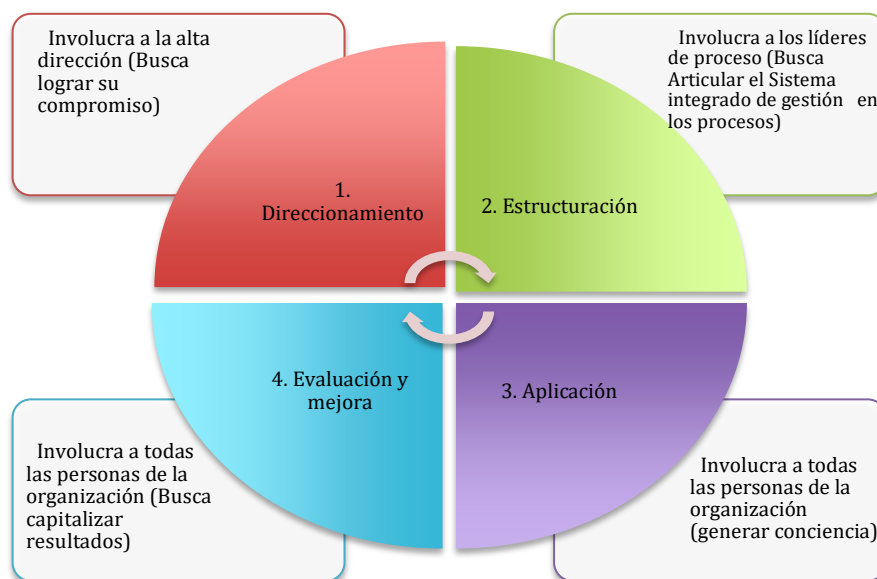 Involucra a la alta
dirección (Busca
lograr su
compromiso)
Involucra a los líderes
de proceso (Busca
Articular el Sistema
integrado de gestión en
los procesos)
1.
Direccionamiento
2. Estructuración
4. Evaluación y
mejora
3. Aplicación
Involucra a todas
las personas de la
organización (Busca
capitalizar
resultados)
Involucra a todas
las personas de la
organización
(generar conciencia)